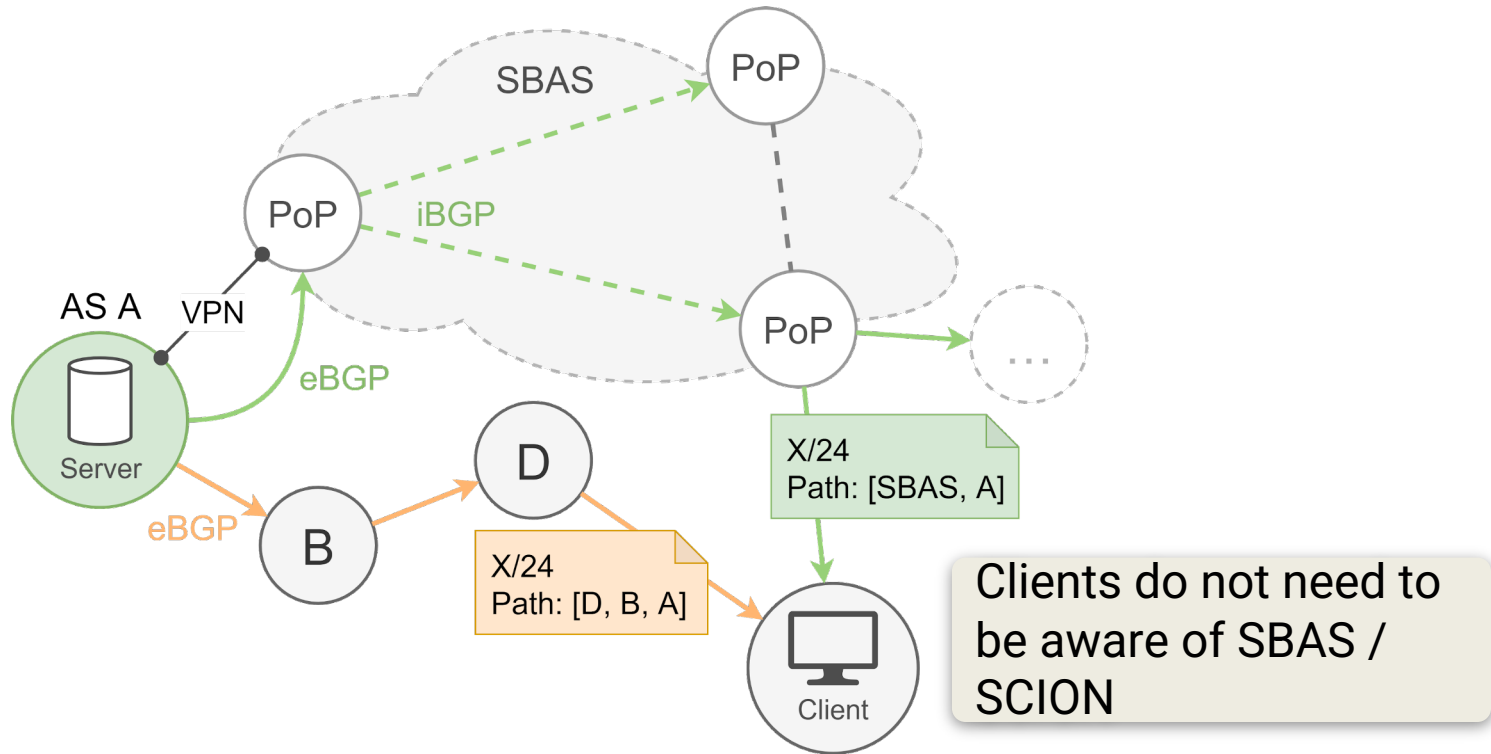 SBAS
PoP
PoP
iBGP
AS A
VPN
PoP
...
eBGP
Server
D
X/24
Path: [SBAS, A]
eBGP
B
X/24
Path: [D, B, A]
Client
Clients do not need to
be aware of SBAS /
SCION